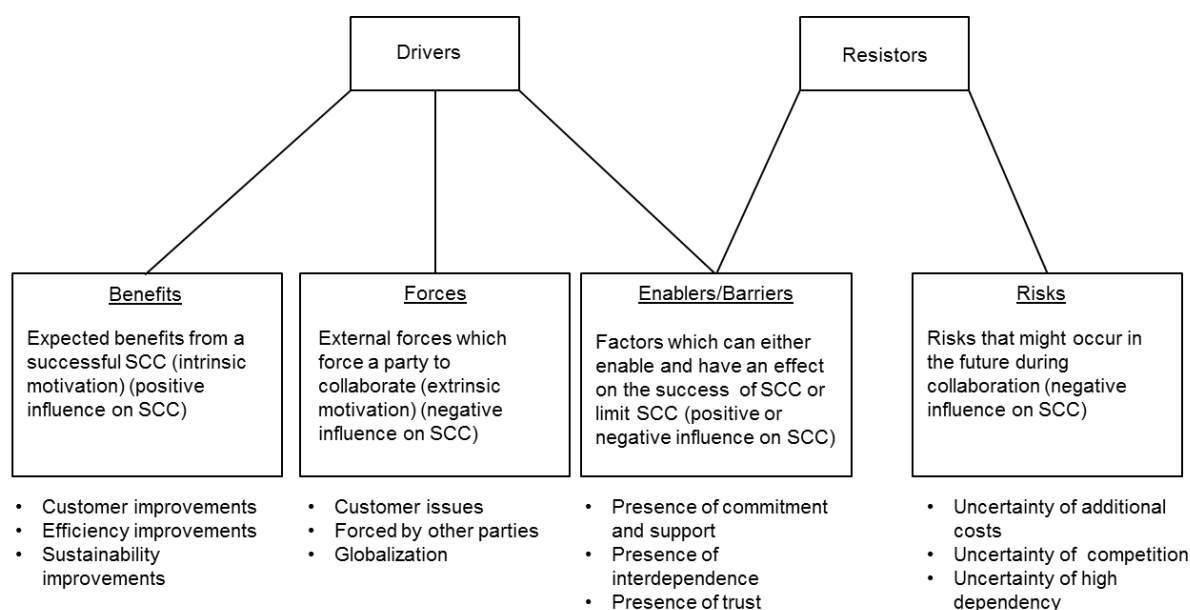 Drivers
Resistors
Benefits
Expected benefits from a
successful SCC (intrinsic
motivation) (positive
influence on SCC)
Forces
External forces which
force a party to
collaborate (extrinsic
motivation) (negative
influence on SCC)
Enablers/Barriers
Factors which can either
enable and have an effect
on the success of SCC or
limit SCC (positive or
negative influence on SCC)
Risks
Risks that might occur in
the future during
collaboration (negative
influence on SCC)
• Customer improvements
• Efficiency improvements
• Sustainability
improvements
• Customer issues
• Forced by other parties
• Globalization
• Presence of commitment
and support
• Presence of
interdependence
• Presence of trust
• Uncertainty of additional
costs
• Uncertainty of competition
• Uncertainty of high
dependency